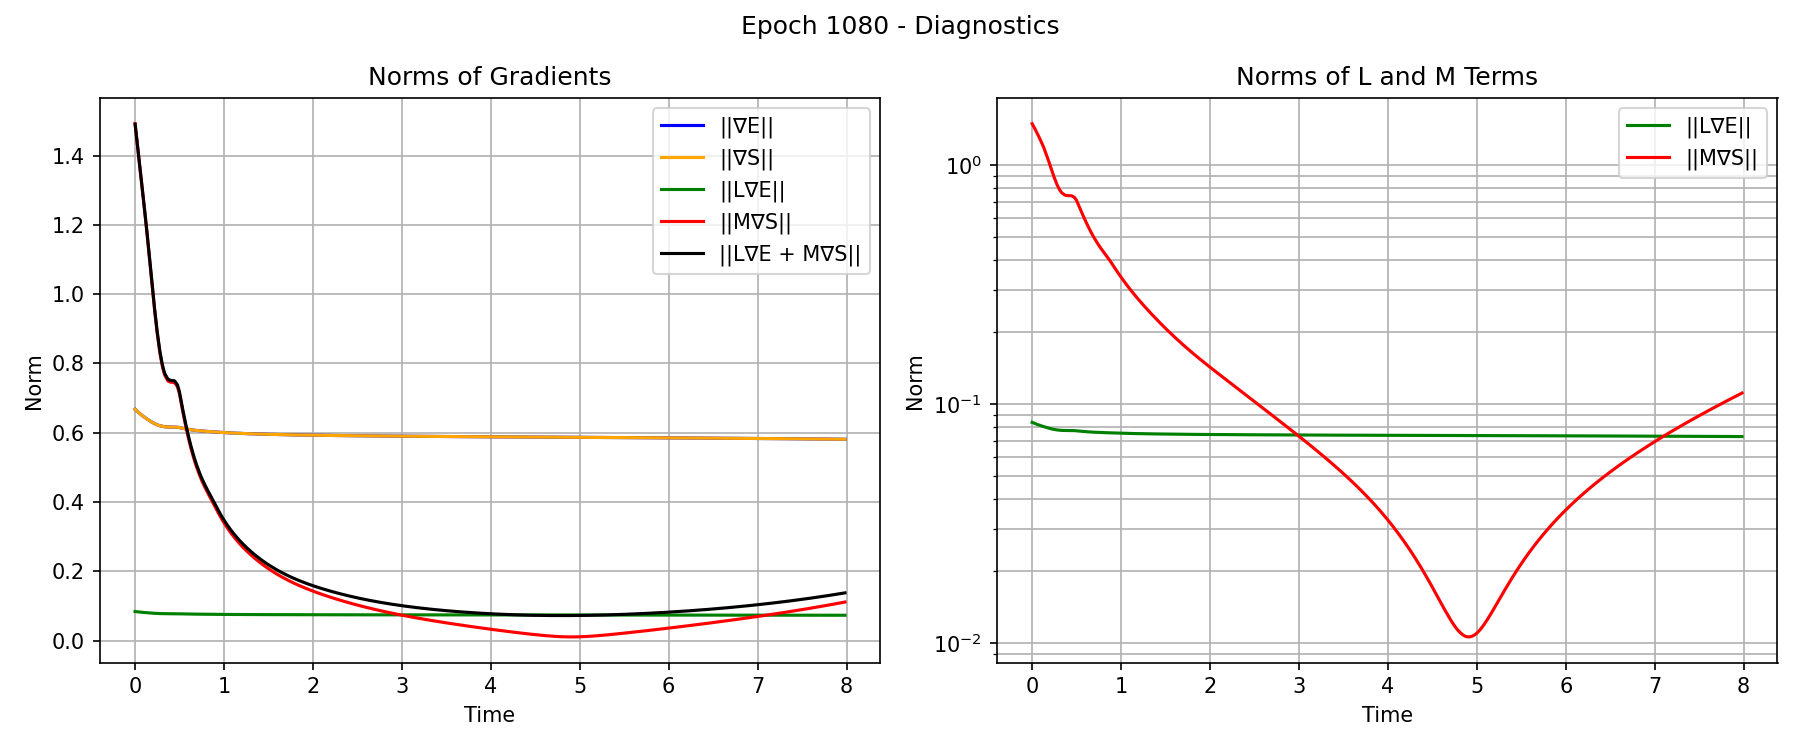 Epoch 1080 - Diagnostics
Norms of Gradients
Norm
1.4
1.2
1.0
0.8
0.6
0.4
0.2
0.0
||∇E||
||∇S||
||L∇E||
||M∇S||
||L∇E + M∇S||
0 1 2 3 4 5 6 7 8
Time
Norms of L and M Terms
Norm
10⁰
10⁻¹
10⁻²
||L∇E||
||M∇S||
0 1 2 3 4 5 6 7 8
Time